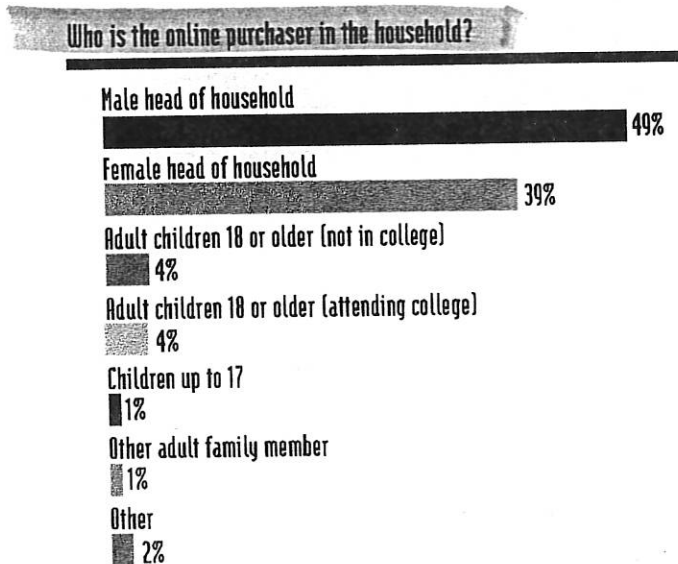 Who is the online purchaser in the household?
Male head of household
49%
Female head of household
39%
Adult children 18 or older (not in college)
4%
Adult children 18 or older (attending college)
4%
Children up to 17
1%
Other adult family member
1%
Other
2%